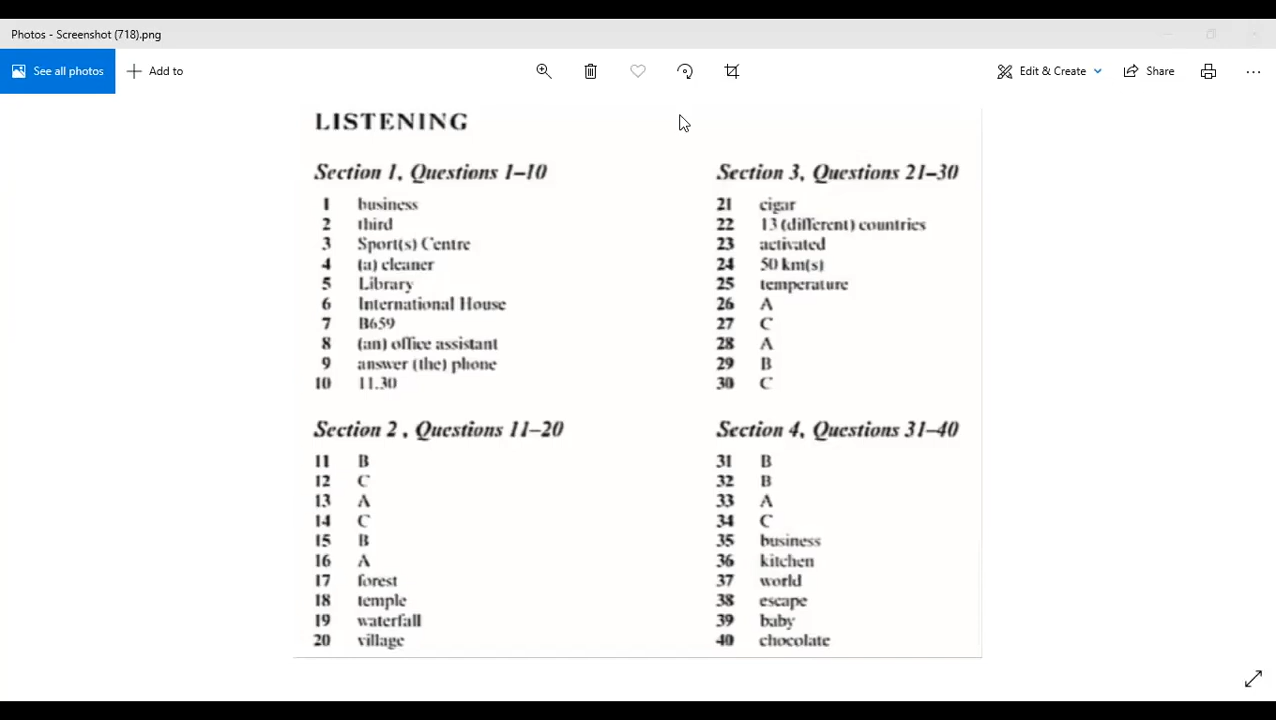 Photos - Screenshot (718).png
See all photos
Add to
Edit & Create
Share
LISTENING
Section 1, Questions 1–10
1 business
2 third
3 Sport(s) Centre
4 (a) cleaner
5 Library
6 International House
7 B659
8 (an) office assistant
9 answer (the) phone
10 11.30
Section 2 , Questions 11–20
11 B
12 C
13 A
14 C
15 B
16 A
17 forest
18 temple
19 waterfall
20 village
Section 3, Questions 21–30
21 cigar
22 13 (different) countries
23 activated
24 50 km(s)
25 temperature
26 A
27 C
28 A
29 B
30 C
Section 4, Questions 31–40
31 B
32 B
33 A
34 C
35 business
36 kitchen
37 world
38 escape
39 baby
40 chocolate